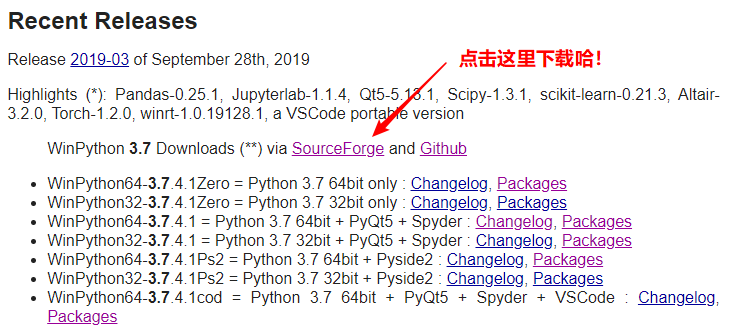 Recent Releases
Release 2019-03 of September 28th, 2019
点击这里下载哈！
Highlights (*): Pandas-0.25.1, Jupyterlab-1.1.4, Qt5-5.13.1, Scipy-1.3.1, scikit-learn-0.21.3, Altair-
3.2.0, Torch-1.2.0, winrt-1.0.19128.1, a VSCode portable version
WinPython 3.7 Downloads (**) via SourceForge and Github
• WinPython64-3.7.4.1Zero = Python 3.7 64bit only : Changelog, Packages
• WinPython32-3.7.4.1Zero = Python 3.7 32bit only : Changelog, Packages
• WinPython64-3.7.4.1 = Python 3.7 64bit + PyQt5 + Spyder : Changelog, Packages
• WinPython32-3.7.4.1 = Python 3.7 32bit + PyQt5 + Spyder : Changelog, Packages
• WinPython64-3.7.4.1Ps2 = Python 3.7 64bit + Pyside2 : Changelog, Packages
• WinPython32-3.7.4.1Ps2 = Python 3.7 32bit + Pyside2 : Changelog, Packages
• WinPython64-3.7.4.1cod = Python 3.7 64bit + PyQt5 + Spyder + VSCode : Changelog,
Packages